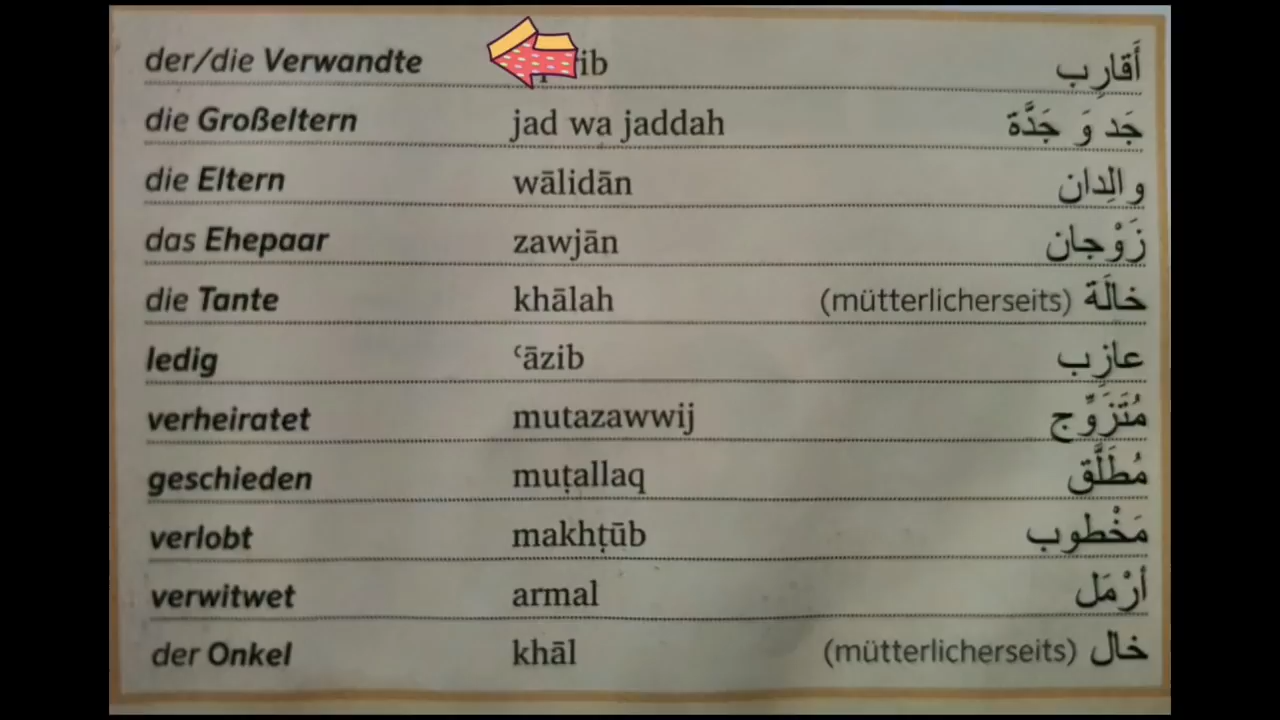 der/die Verwandte أَقارِب
die Großeltern jad wa jaddah جَد وَ جَدَّة
die Eltern wālidān والِدان
das Ehepaar zawjān زَوْجان
die Tante khālah (mütterlicherseits) خالَة
ledig ʿāzib عازِب
verheiratet mutazawwij مُتَزَوِّج
geschieden muṭallaq مُطَلَّق
verlobt makhṭūb مَخْطوب
verwitwet armal أرْمَل
der Onkel khāl (mütterlicherseits) خال